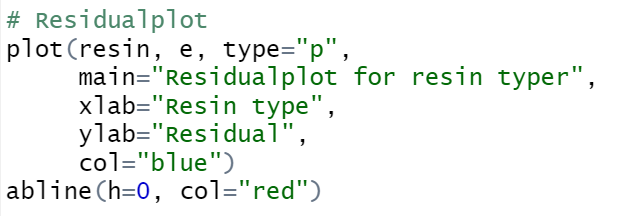 # Residualplot
plot(resin, e, type="p",
     main="Residualplot for resin typer",
     xlab="Resin type",
     ylab="Residual",
     col="blue")
abline(h=0, col="red")